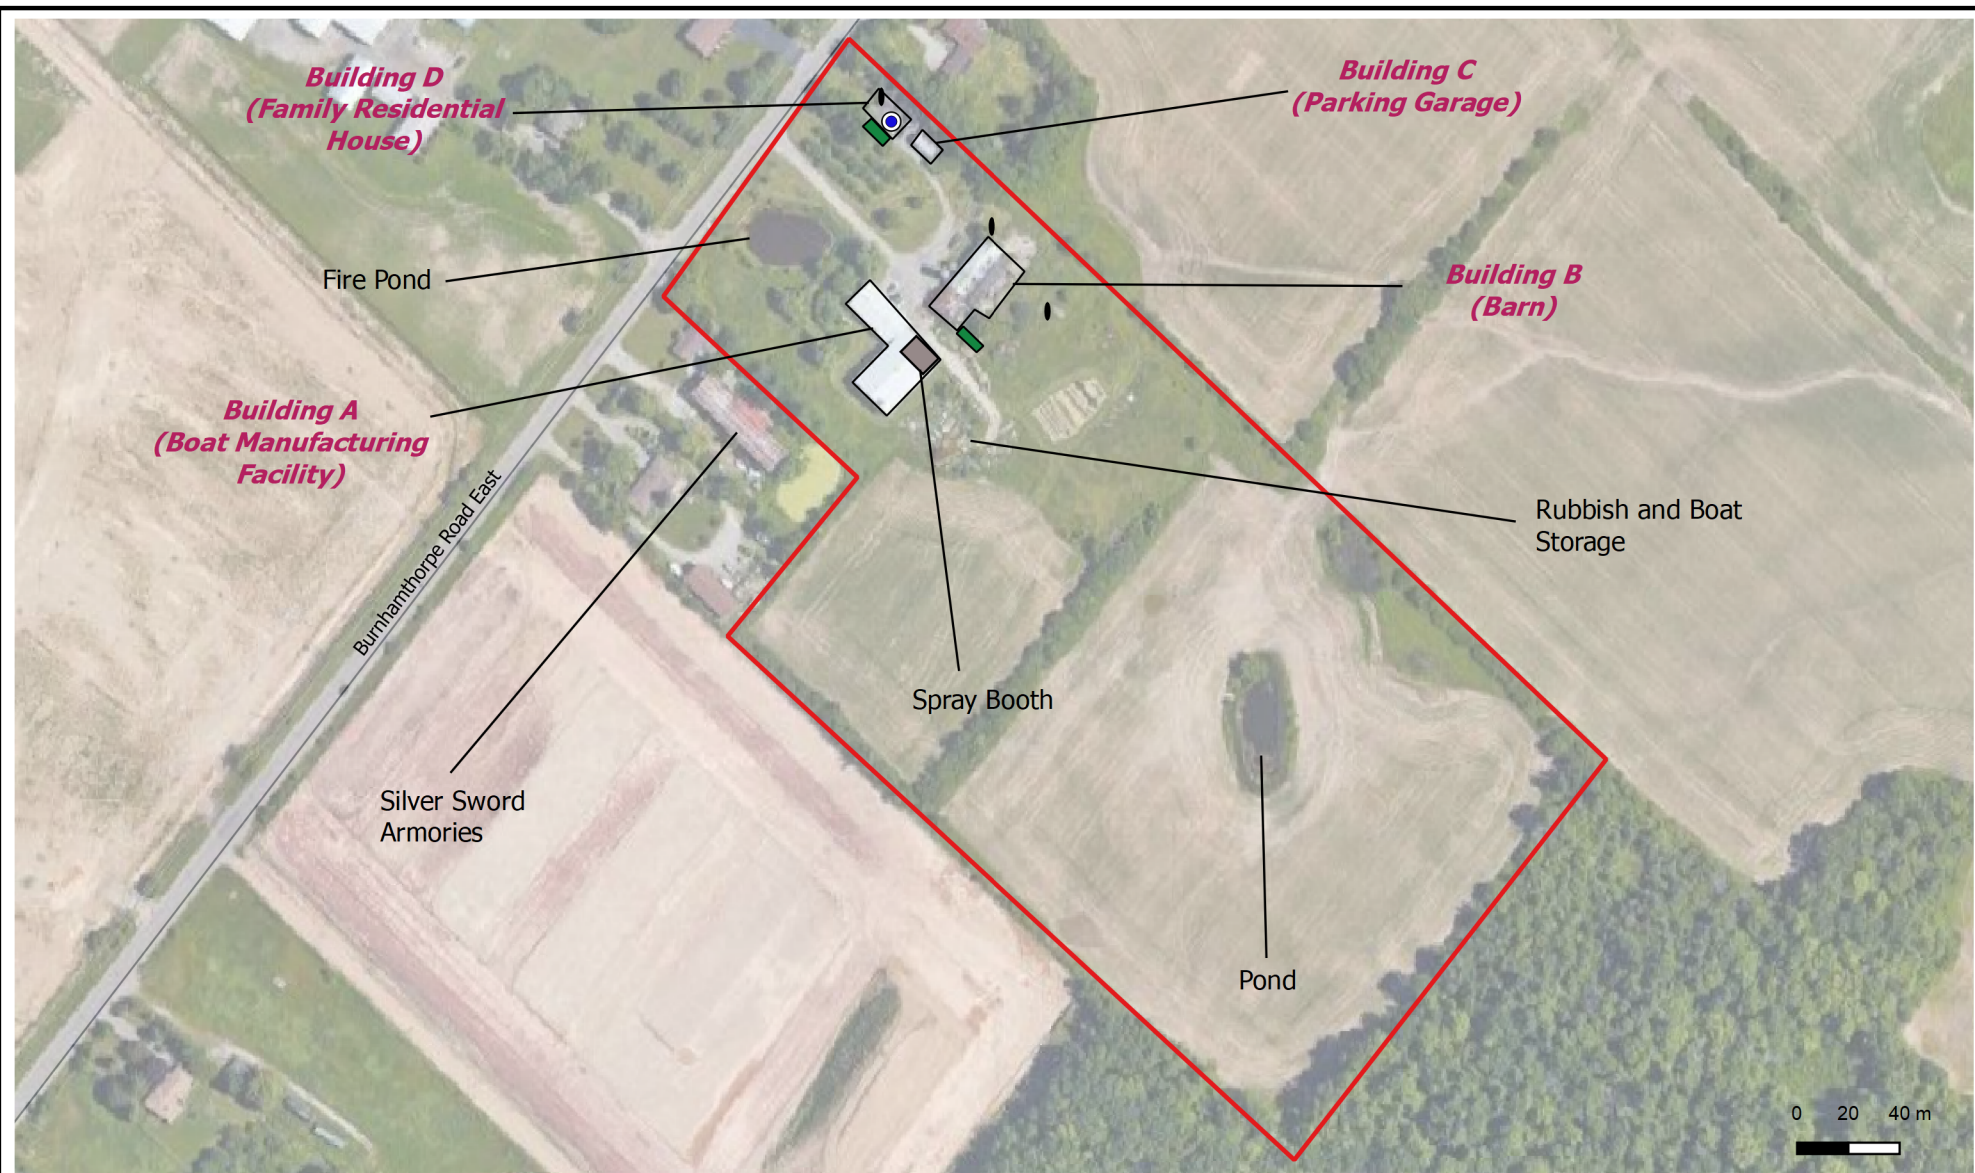 Building D
(Family Residential
House)
Building C
(Parking Garage)
Fire Pond
Building B
(Barn)
Building A
(Boat Manufacturing
Facility)
Burnhamthorpe Road East
Rubbish and Boat
Storage
Spray Booth
Silver Sword
Armories
Pond
0 20 40 m